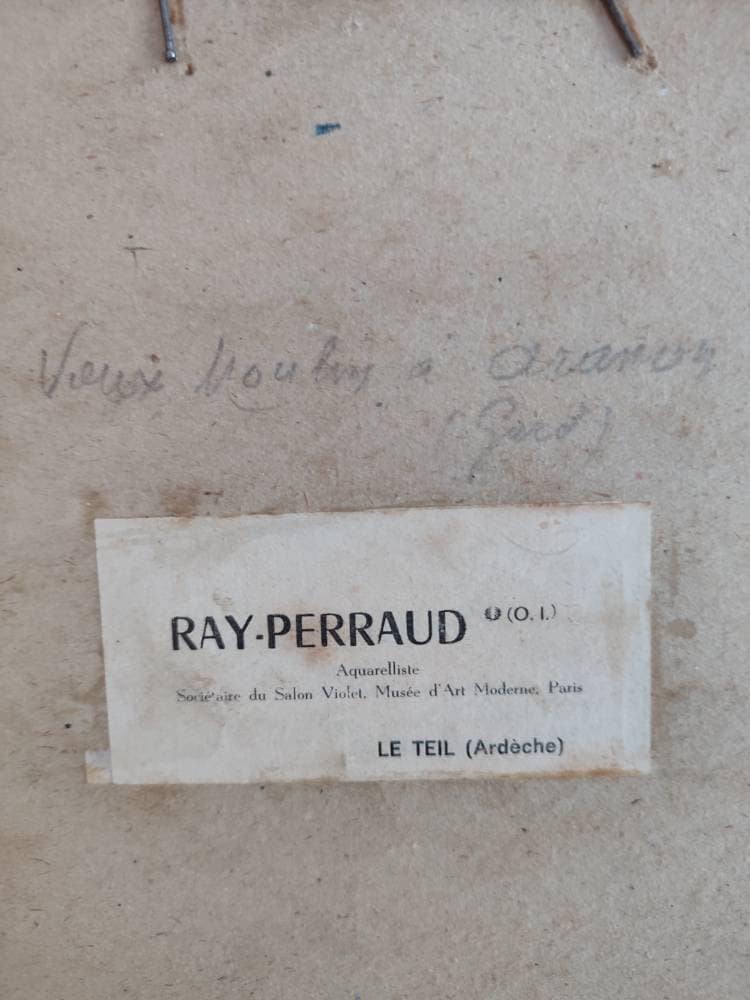 Vieux Moulin à Aramon
(Gard)
RAY-PERRAUD (O. I.)
Aquarelliste
Sociétaire du Salon Violet, Musée d'Art Moderne, Paris
LE TEIL (Ardèche)